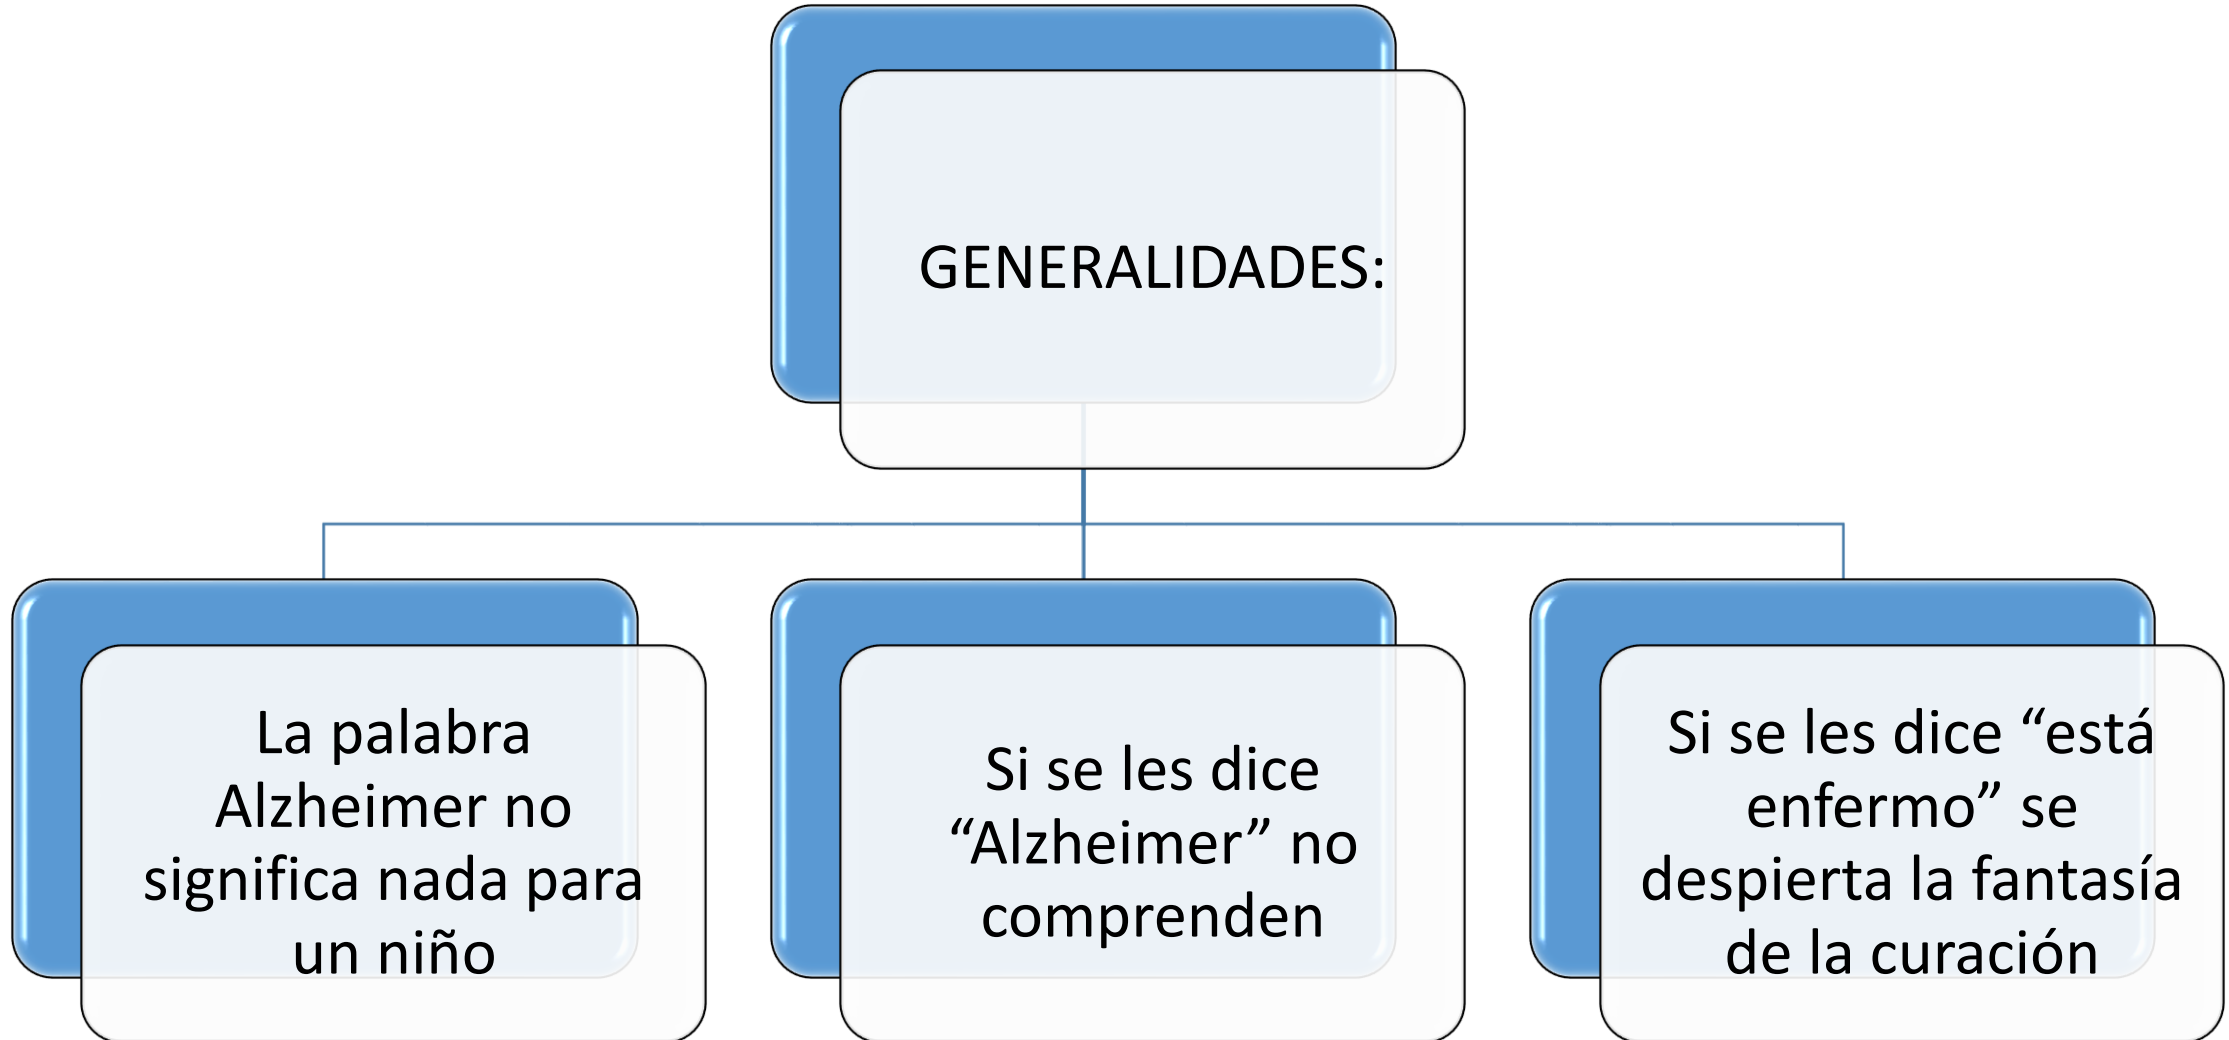 GENERALIDADES:
La palabra
Alzheimer no
significa nada para
un niño
Si se les dice
“Alzheimer” no
comprenden
Si se les dice “está
enfermo” se
despierta la fantasía
de la curación